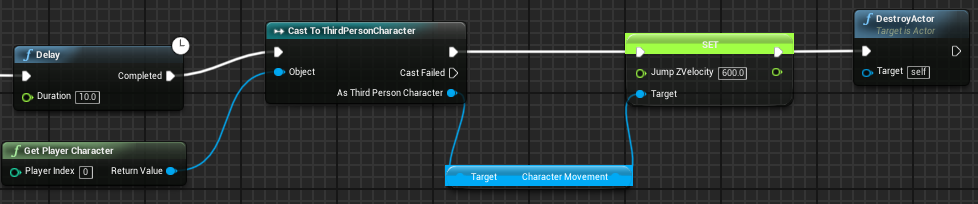 Delay
Completed
Duration 10.0
Get Player Character
Player Index 0 Return Value
Cast To ThirdPersonCharacter
Object
Cast Failed
As Third Person Character
Target Character Movement
SET
Jump ZVelocity 600.0
Target
DestroyActor
Target is Actor
Target self